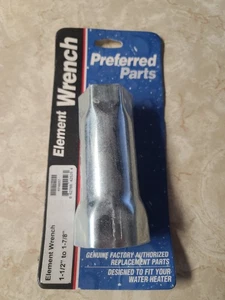 Element Wrench
Preferred
Parts
Element Wrench
1-1/2" to 1-7/8"
GENUINE FACTORY AUTHORIZED
REPLACEMENT PARTS
DESIGNED TO FIT YOUR
WATER HEATER